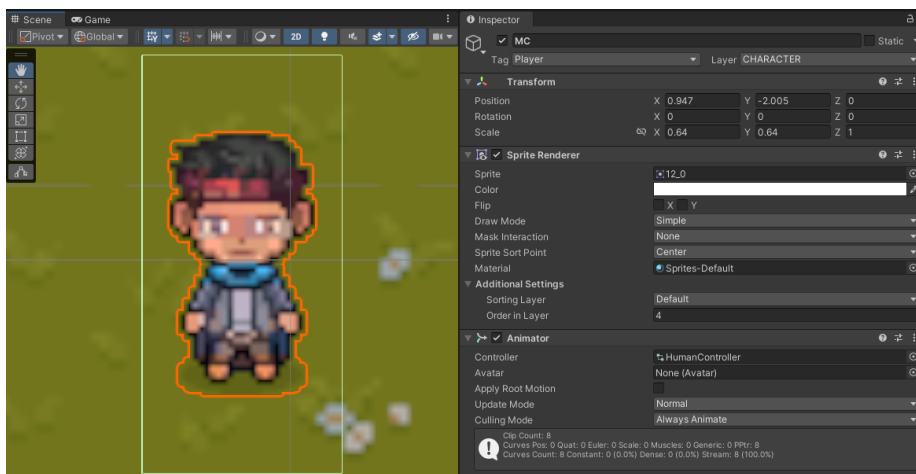 Scene Game
Pivot Global 2D
Inspector
MC Static
Tag Player Layer CHARACTER
Transform
Position X 0.947 Y -2.005 Z 0
Rotation X 0 Y 0 Z 0
Scale X 0.64 Y 0.64 Z 1
Sprite Renderer
Sprite 12_0
Color
Flip X Y
Draw Mode Simple
Mask Interaction None
Sprite Sort Point Center
Material Sprites-Default
Additional Settings
Sorting Layer Default
Order in Layer 4
Animator
Controller HumanController
Avatar None (Avatar)
Apply Root Motion
Update Mode Normal
Culling Mode Always Animate
Clip Count: 8
Curves Pos: 0 Quat: 0 Euler: 0 Scale: 0 Muscles: 0 Generic: 0 PPtr: 8
Curves Count: 8 Constant: 0 (0.0%) Dense: 0 (0.0%) Stream: 8 (100.0%)